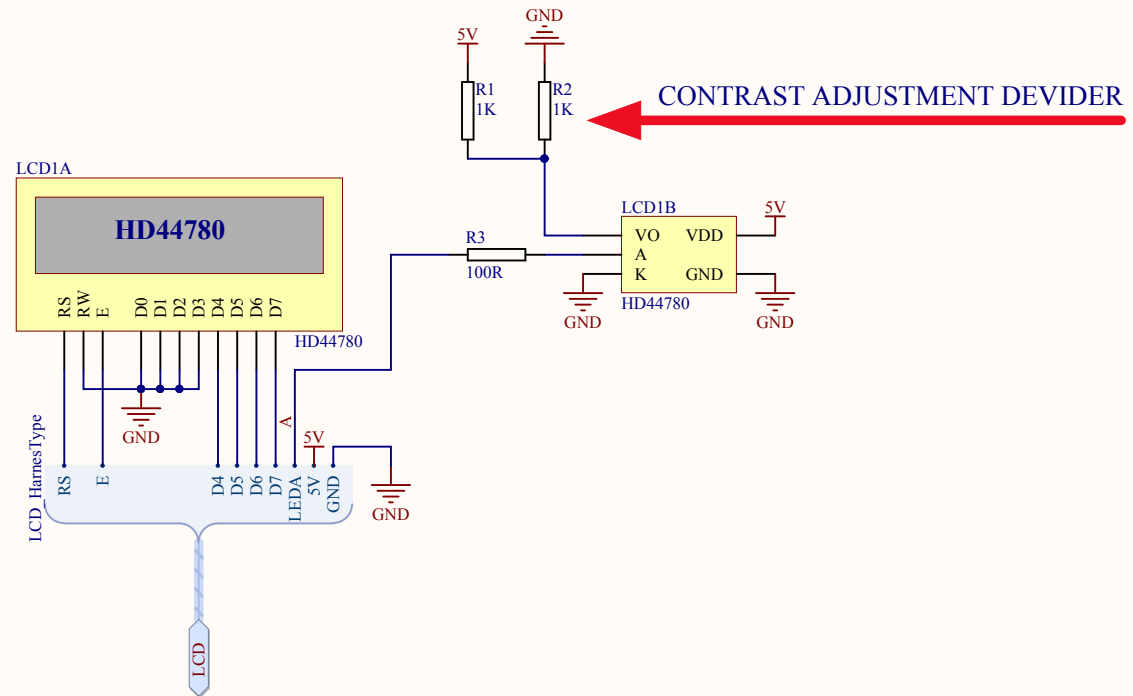 GND
5V
R1
1K
R2
1K
CONTRAST ADJUSTMENT DEVIDER
LCD1A
HD44780
RS
RW
E
D0
D1
D2
D3
D4
D5
D6
D7
HD44780
LCD1B
5V
VO
VDD
A
K
GND
HD44780
GND
GND
R3
100R
GND
A
5V
GND
LCD_HarnesType
RS
E
D4
D5
D6
D7
LEDA
5V
GND
LCD